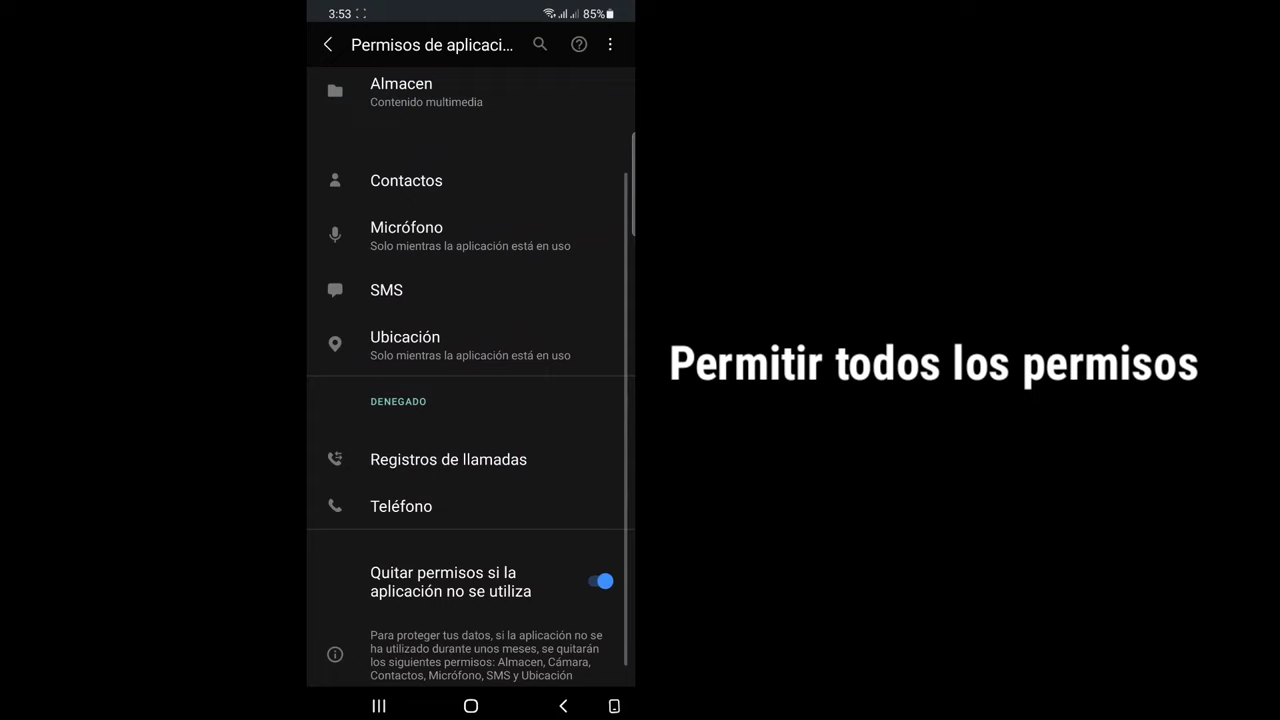 3:53
85%
Permisos de aplicaci...
Almacen
Contenido multimedia
Contactos
Micrófono
Solo mientras la aplicación está en uso
SMS
Ubicación
Solo mientras la aplicación está en uso
DENEGADO
Registros de llamadas
Teléfono
Quitar permisos si la
aplicación no se utiliza
Para proteger tus datos, si la aplicación no se
ha utilizado durante unos meses, se quitarán
los siguientes permisos: Almacen, Cámara,
Contactos, Micrófono, SMS y Ubicación
Permitir todos los permisos